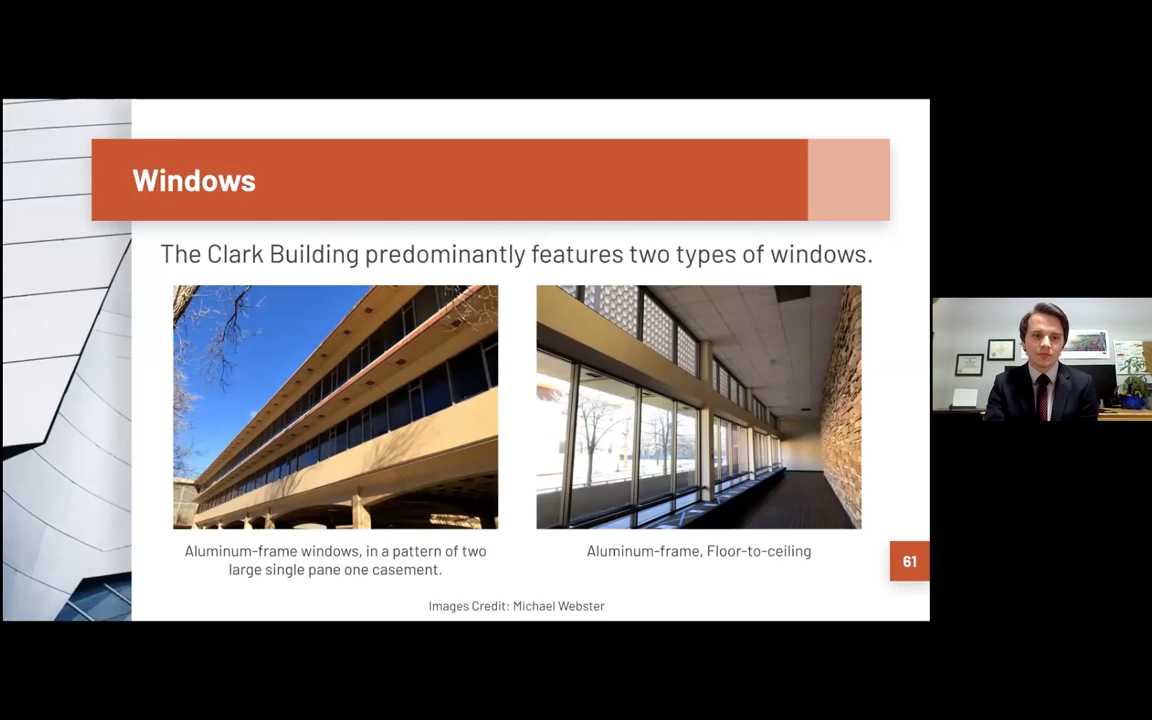 Windows
The Clark Building predominantly features two types of windows.
Aluminum-frame windows, in a pattern of two
large single pane one casement.
Aluminum-frame, Floor-to-ceiling
61
Images Credit: Michael Webster